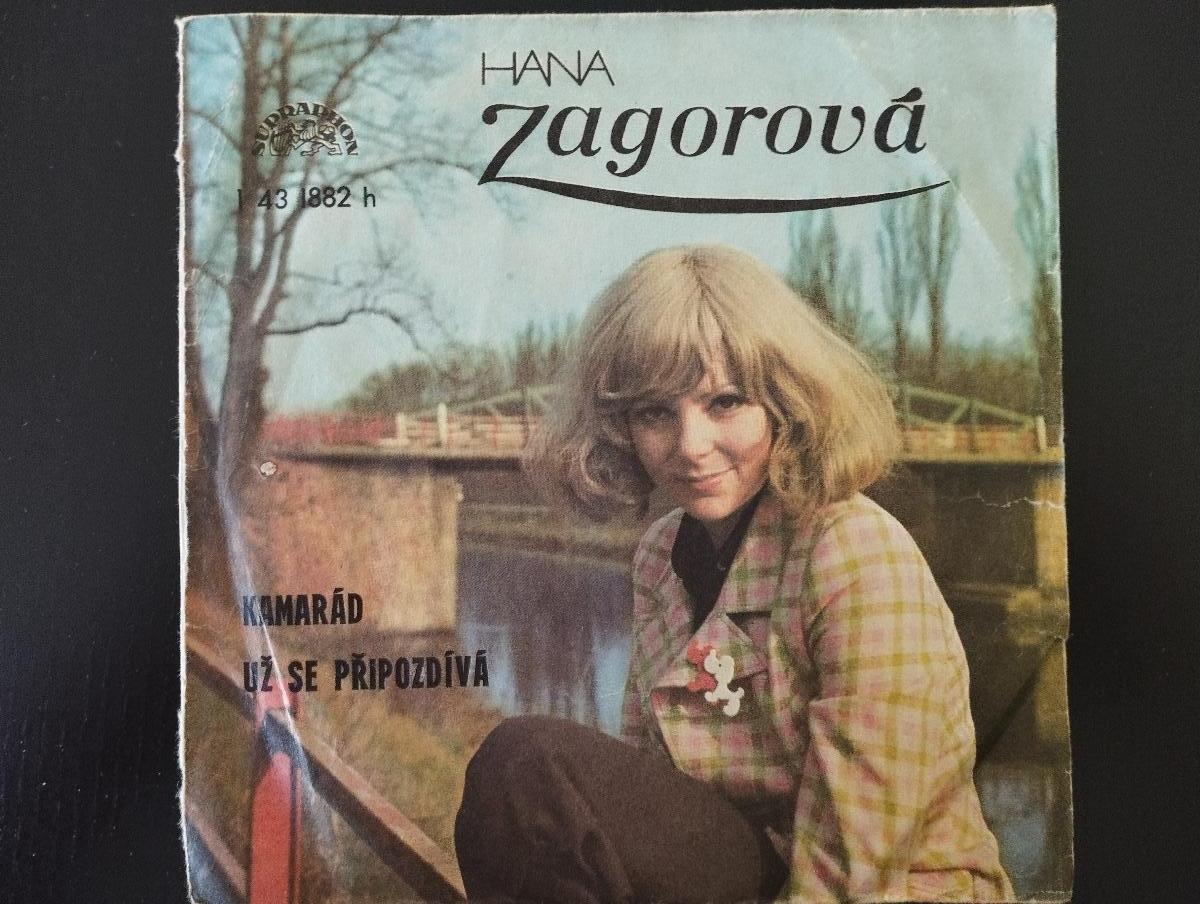 HANA
Zagorová
SUPRAPHON
1 43 1882 h
KAMARÁD
UŽ SE PŘIPOZDÍVÁ